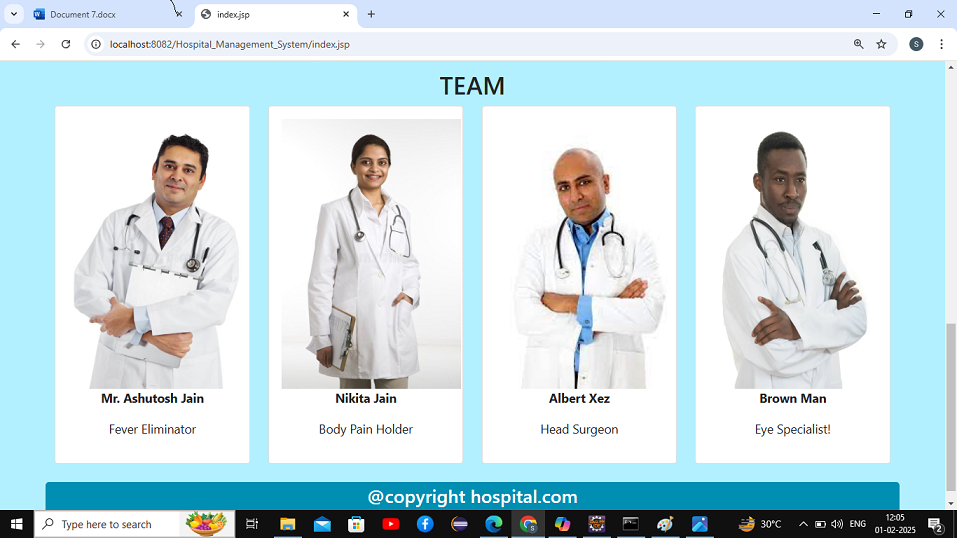 Document 7.docx
index.jsp
localhost:8082/Hospital_Management_System/index.jsp
S
TEAM
Mr. Ashutosh Jain
Fever Eliminator
Nikita Jain
Body Pain Holder
Albert Xez
Head Surgeon
Brown Man
Eye Specialist!
@copyright hospital.com
Type here to search
30°C
ENG
12:05
01-02-2025
2